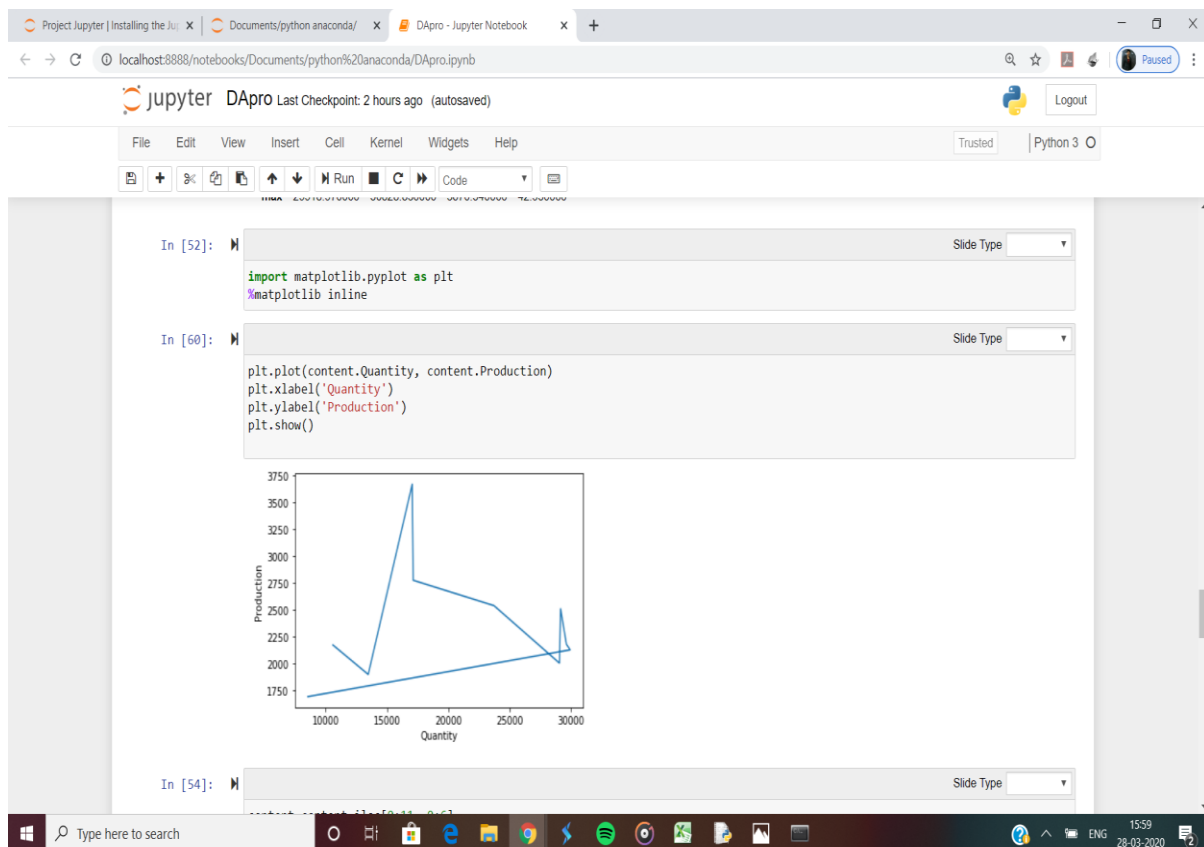 Project Jupyter | Installing the Jup
Documents/python anaconda/
DApro - Jupyter Notebook
localhost:8888/notebooks/Documents/python%20anaconda/DApro.ipynb
Paused
jupyter DApro Last Checkpoint: 2 hours ago (autosaved)
Logout
File Edit View Insert Cell Kernel Widgets Help
Trusted Python 3
Run Code
In [52]:
Slide Type
import matplotlib.pyplot as plt
%matplotlib inline
In [60]:
Slide Type
plt.plot(content.Quantity, content.Production)
plt.xlabel('Quantity')
plt.ylabel('Production')
plt.show()
3750
3500
3250
3000
2750
2500
2250
2000
1750
Production
10000 15000 20000 25000 30000
Quantity
In [54]:
Slide Type
Type here to search
ENG
15:59
28-03-2020
2